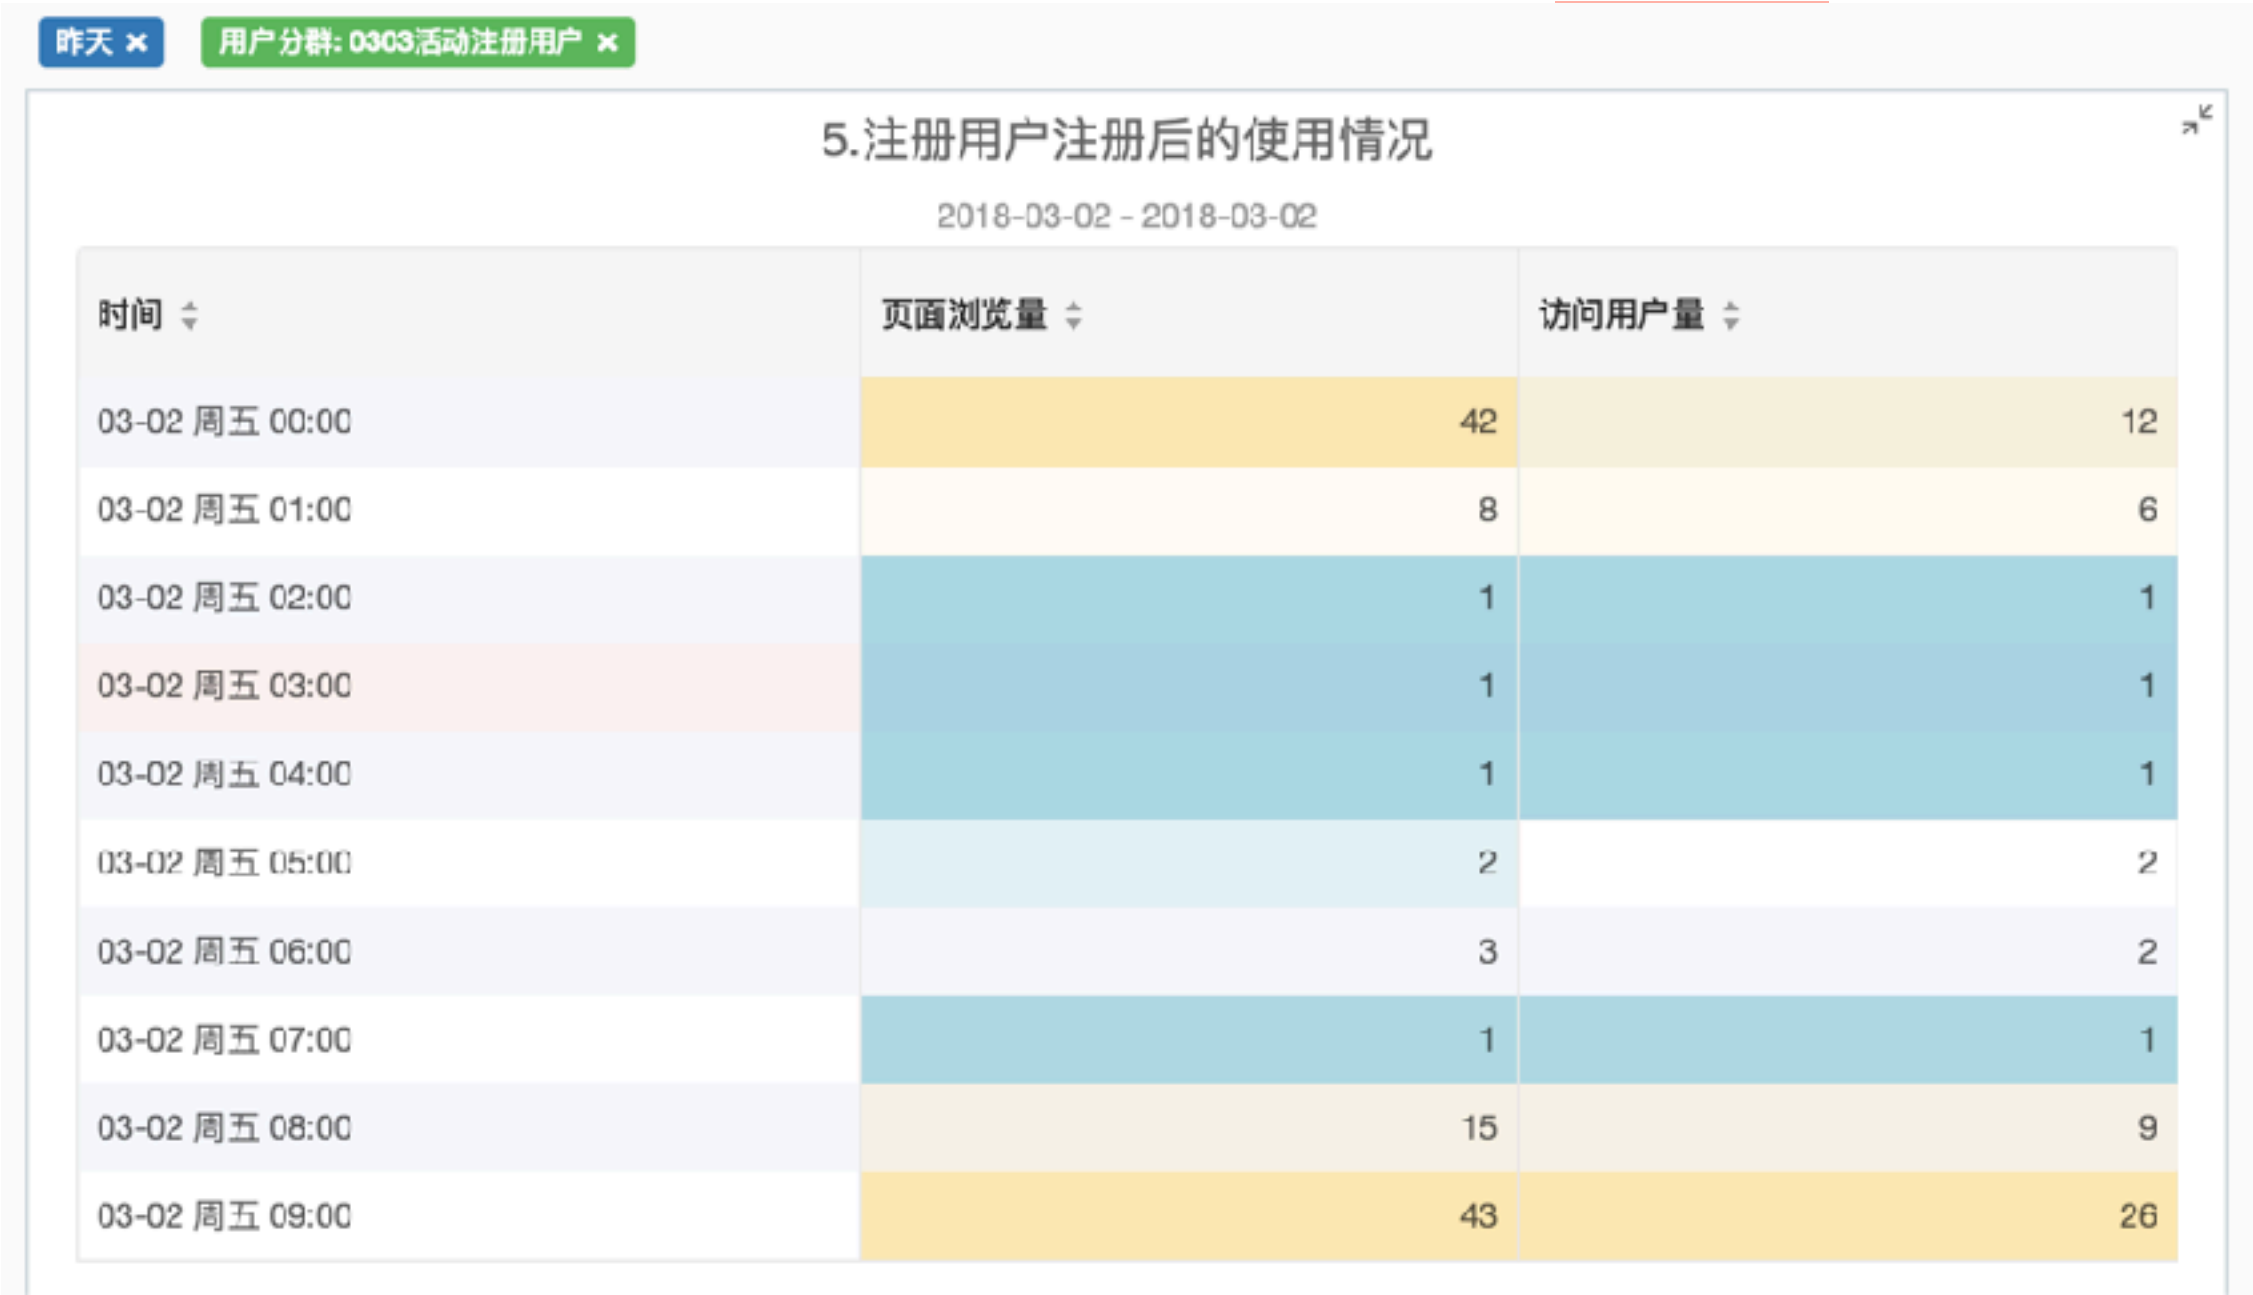 昨天 ×
用户分群: 0303活动注册用户 ×
5.注册用户注册后的使用情况
2018-03-02 - 2018-03-02
时间 页面浏览量 访问用户量
03-02 周五 00:00 42 12
03-02 周五 01:00 8 6
03-02 周五 02:00 1 1
03-02 周五 03:00 1 1
03-02 周五 04:00 1 1
03-02 周五 05:00 2 2
03-02 周五 06:00 3 2
03-02 周五 07:00 1 1
03-02 周五 08:00 15 9
03-02 周五 09:00 43 26